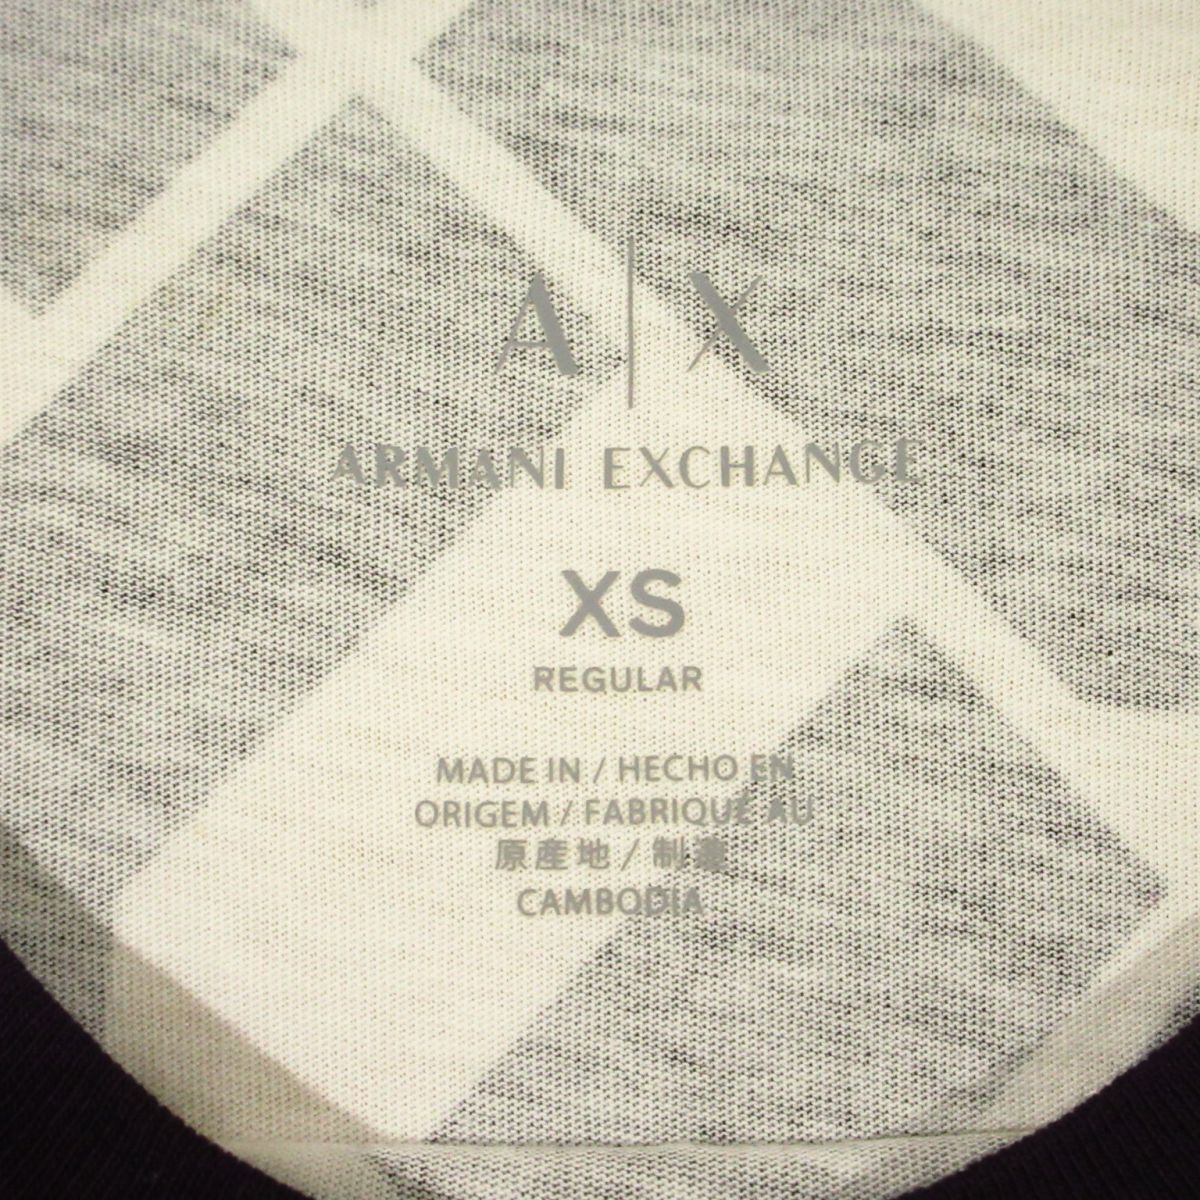 A|X
ARMANI EXCHANGE
XS
REGULAR
MADE IN / HECHO EN
ORIGEM / FABRIQUÉ AU
原産地 / 制造
CAMBODIA